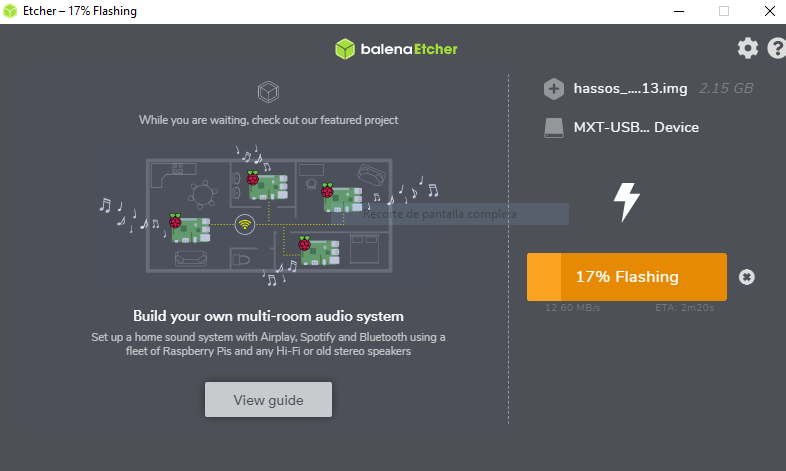 Etcher – 17% Flashing
balenaEtcher
While you are waiting, check out our featured project
Recorte de pantalla completa
Build your own multi-room audio system
Set up a home sound system with Airplay, Spotify and Bluetooth using a
fleet of Raspberry Pis and any Hi-Fi or old stereo speakers
View guide
hassos_....13.img 2.15 GB
MXT-USB... Device
17% Flashing
12.60 MB/s ETA: 2m20s